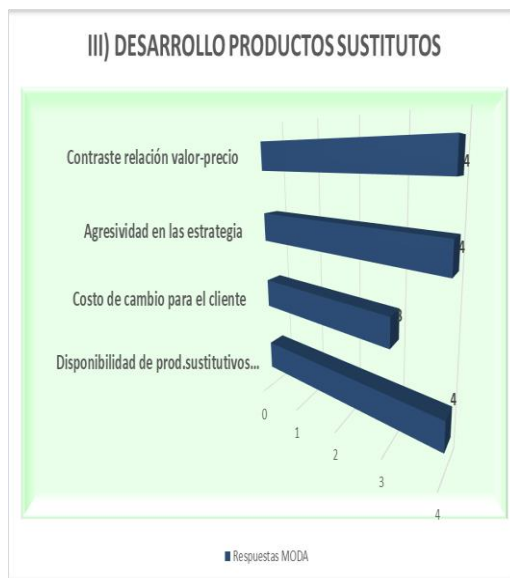 III) DESARROLLO PRODUCTOS SUSTITUTOS
Contraste relación valor-precio
4
Agresividad en las estrategia
4
Costo de cambio para el cliente
3
Disponibilidad de prod.sustitutivos...
4
0
1
2
3
4
Respuestas MODA